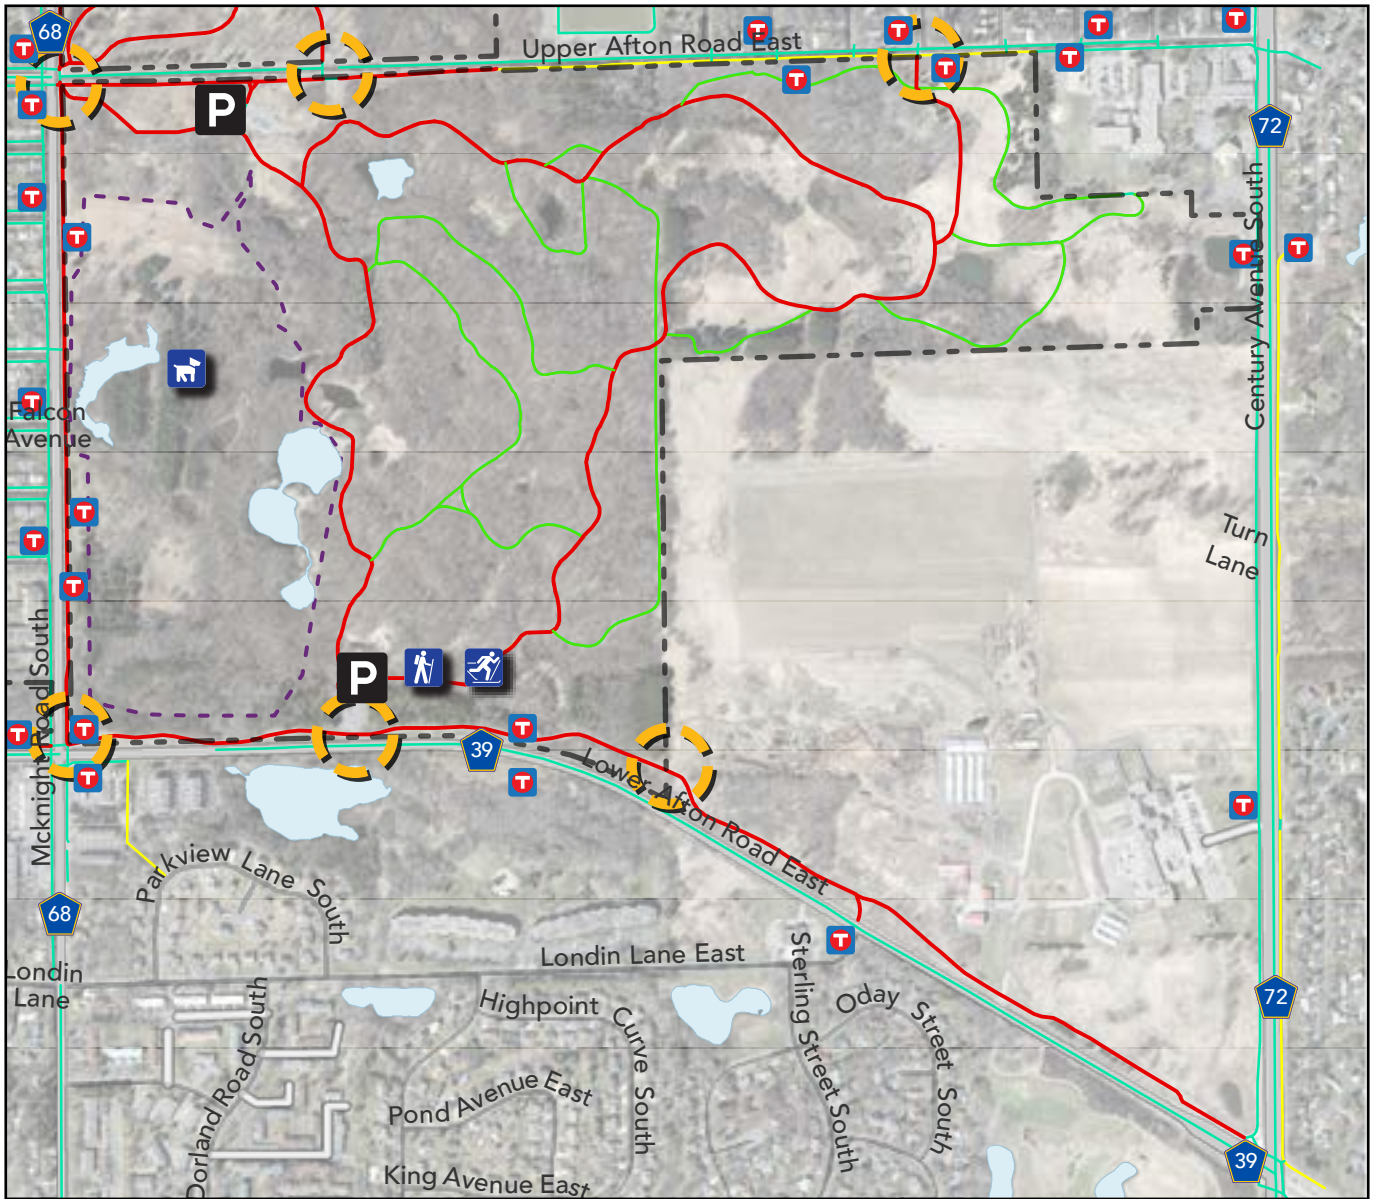 68
T
T
T
T
T
T
Upper Afton Road East
T
T
T
P
72
T
T
T
T
Century Avenue South
T
Falcon
Avenue
T
T
Turn
Lane
T
Mcknight Road South
P
T
T
T
39
T
T
Lower Afton Road East
T
Parkview Lane South
68
T
Londin Lane East
Londin
Lane
72
Sterling Street South
Oday Street South
Highpoint Curve South
Dorland Road South
Pond Avenue East
39
King Avenue East